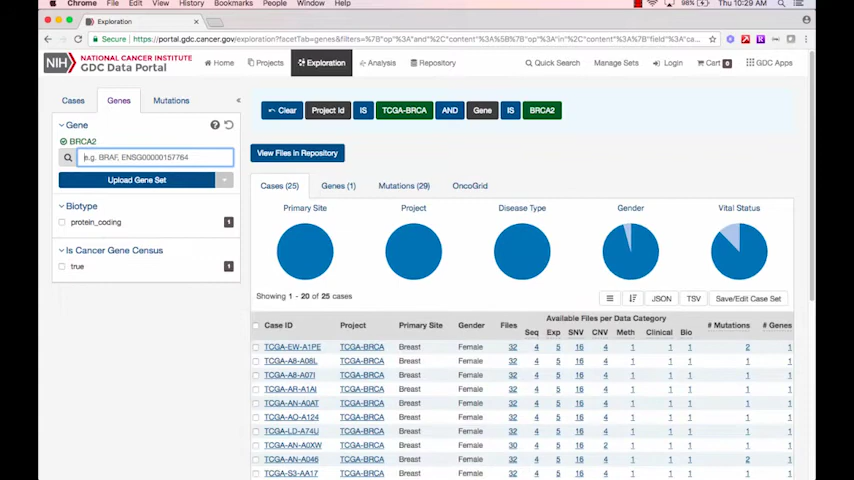 Chrome File Edit View History Bookmarks People Window Help 98% Thu 10:29 AM
Exploration
Secure https://portal.gdc.cancer.gov/exploration?facetTab=genes&filters=%7B"op"%3A"and"%2C"content"%3A%5B%7B"op"%3A"in"%2C"content"%3A%7B"field"%3A"ca...
NIH NATIONAL CANCER INSTITUTE
GDC Data Portal
Home Projects Exploration Analysis Repository Quick Search Manage Sets Login Cart 0 GDC Apps
Cases Genes Mutations «
Clear Project Id IS TCGA-BRCA AND Gene IS BRCA2
Gene
BRCA2
e.g. BRAF, ENSG00000157764
View Files In Repository
Upload Gene Set
Cases (25) Genes (1) Mutations (29) OncoGrid
Biotype
protein_coding 1
Primary Site Project Disease Type Gender Vital Status
Is Cancer Gene Census
true 1
Showing 1 - 20 of 25 cases
JSON TSV Save/Edit Case Set
Case ID Project Primary Site Gender Files Available Files per Data Category # Mutations # Genes
Seq Exp SNV CNV Meth Clinical Bio
TCGA-EW-A1PE TCGA-BRCA Breast Female 32 4 5 16 4 1 1 1 2 1
TCGA-A8-A08L TCGA-BRCA Breast Female 32 4 5 16 4 1 1 1 1 1
TCGA-A8-A07I TCGA-BRCA Breast Female 32 4 5 16 4 1 1 1 1 1
TCGA-AR-A1AI TCGA-BRCA Breast Female 32 4 5 16 4 1 1 1 1 1
TCGA-AN-A0AT TCGA-BRCA Breast Female 32 4 5 16 4 1 1 1 1 1
TCGA-AO-A124 TCGA-BRCA Breast Female 32 4 5 16 4 1 1 1 1 1
TCGA-LD-A74U TCGA-BRCA Breast Female 32 4 5 16 4 1 1 1 1 1
TCGA-AN-A0XW TCGA-BRCA Breast Female 30 4 5 16 2 1 1 1 1 1
TCGA-AN-A046 TCGA-BRCA Breast Female 32 4 5 16 4 1 1 1 2 1
TCGA-S3-AA17 TCGA-BRCA Breast Female 32 4 5 16 4 1 1 1 1 1